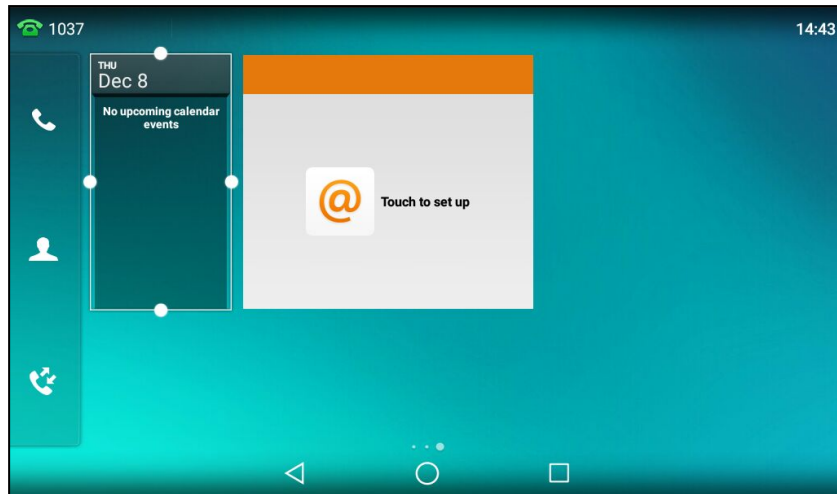 1037
14:43
THU
Dec 8
No upcoming calendar
events
@
Touch to set up